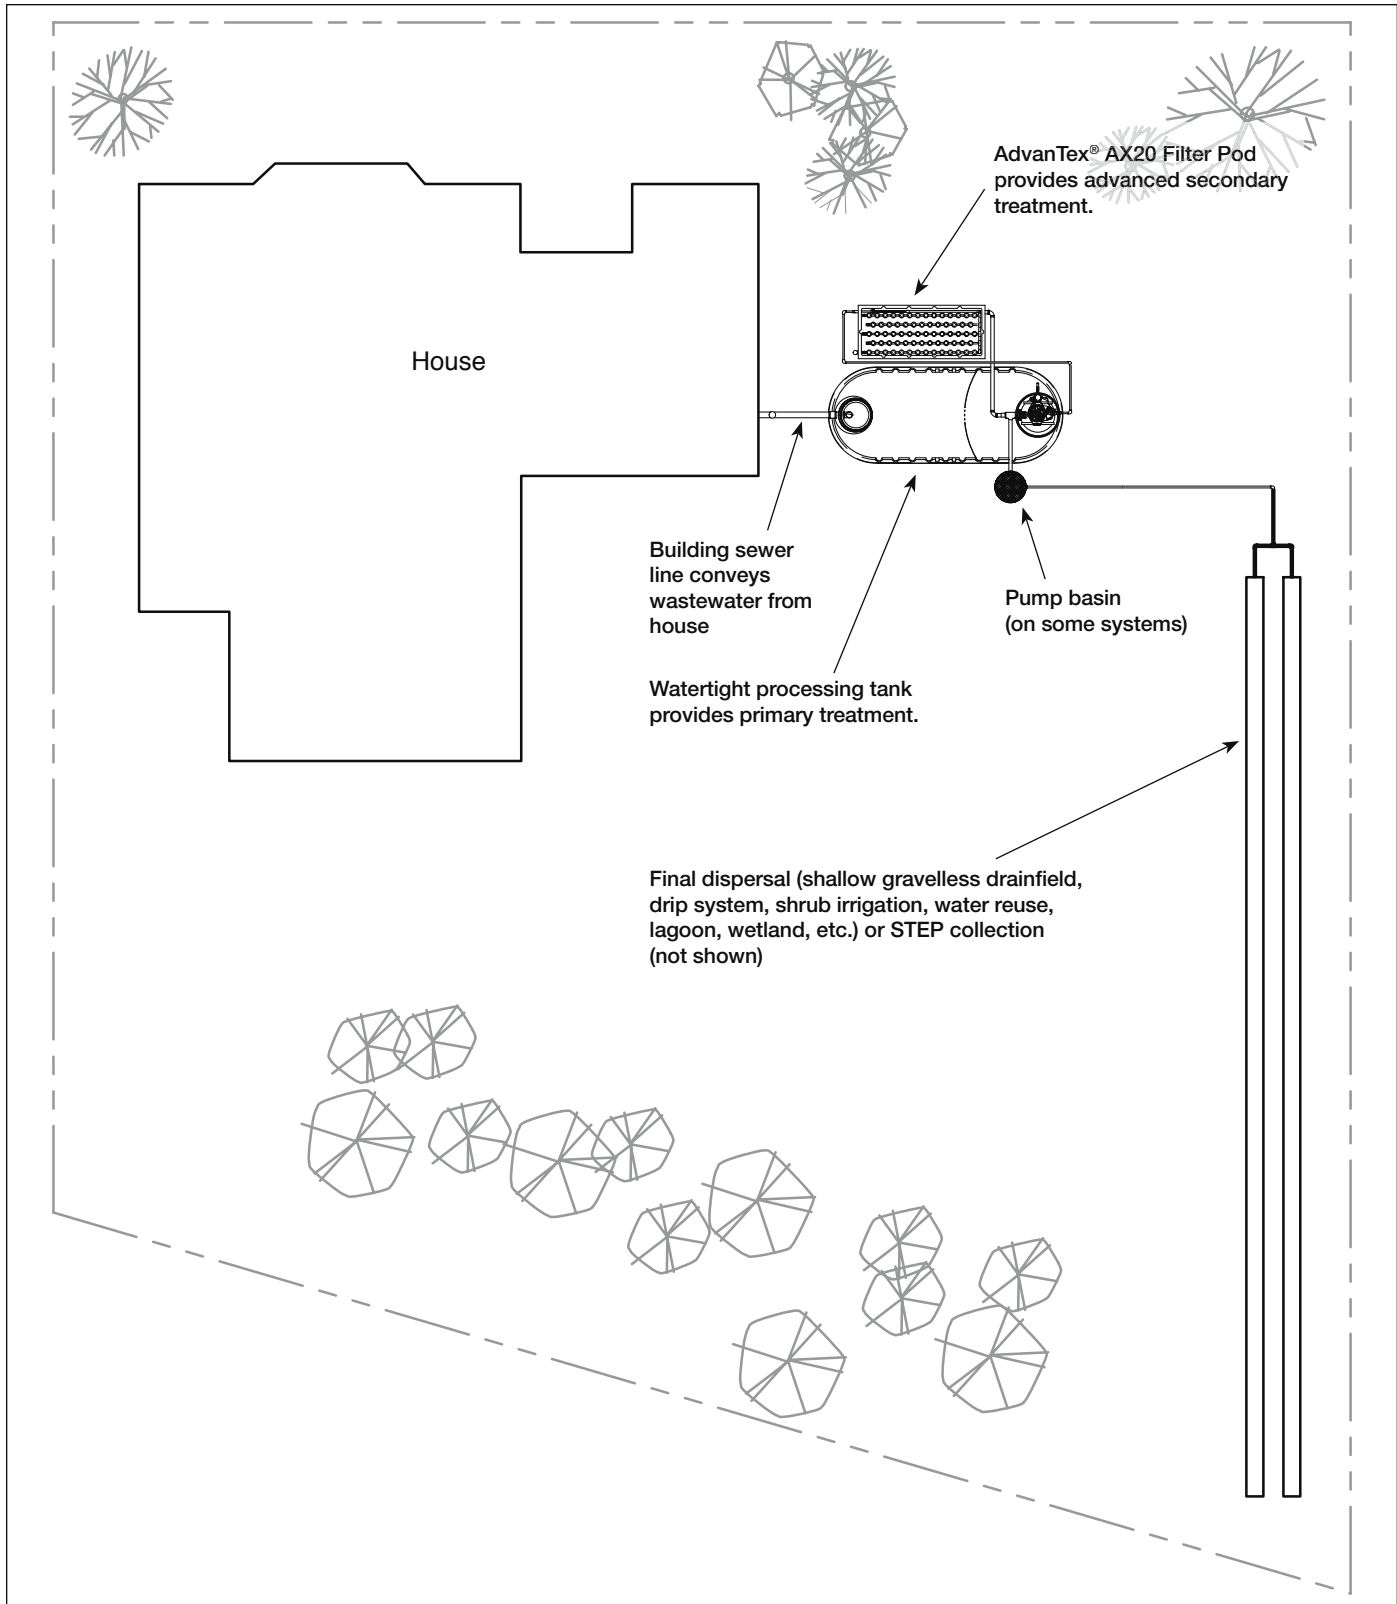 AdvanTex® AX20 Filter Pod
provides advanced secondary
treatment.
House
Building sewer
line conveys
wastewater from
house
Pump basin
(on some systems)
Watertight processing tank
provides primary treatment.
Final dispersal (shallow gravelless drainfield,
drip system, shrub irrigation, water reuse,
lagoon, wetland, etc.) or STEP collection
(not shown)